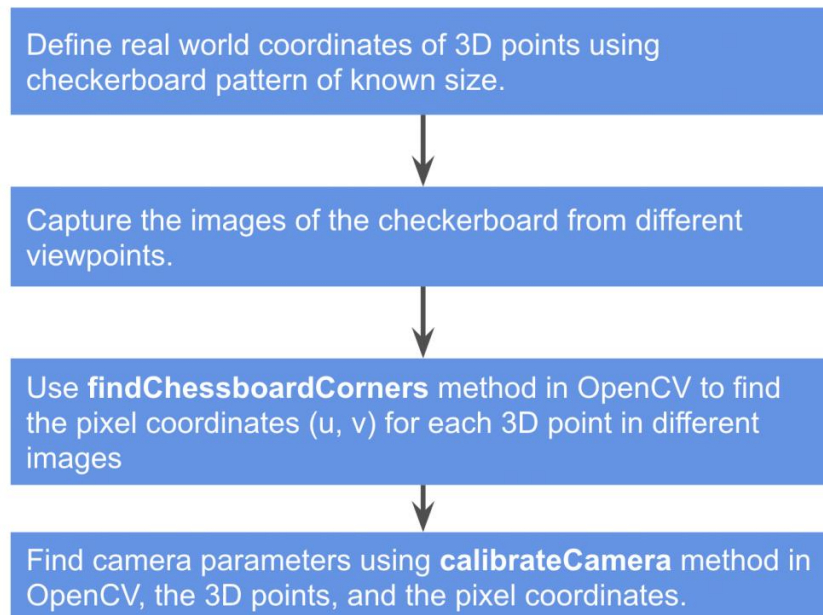 Define real world coordinates of 3D points using
checkerboard pattern of known size.
Capture the images of the checkerboard from different
viewpoints.
Use findChessboardCorners method in OpenCV to find
the pixel coordinates (u, v) for each 3D point in different
images
Find camera parameters using calibrateCamera method in
OpenCV, the 3D points, and the pixel coordinates.